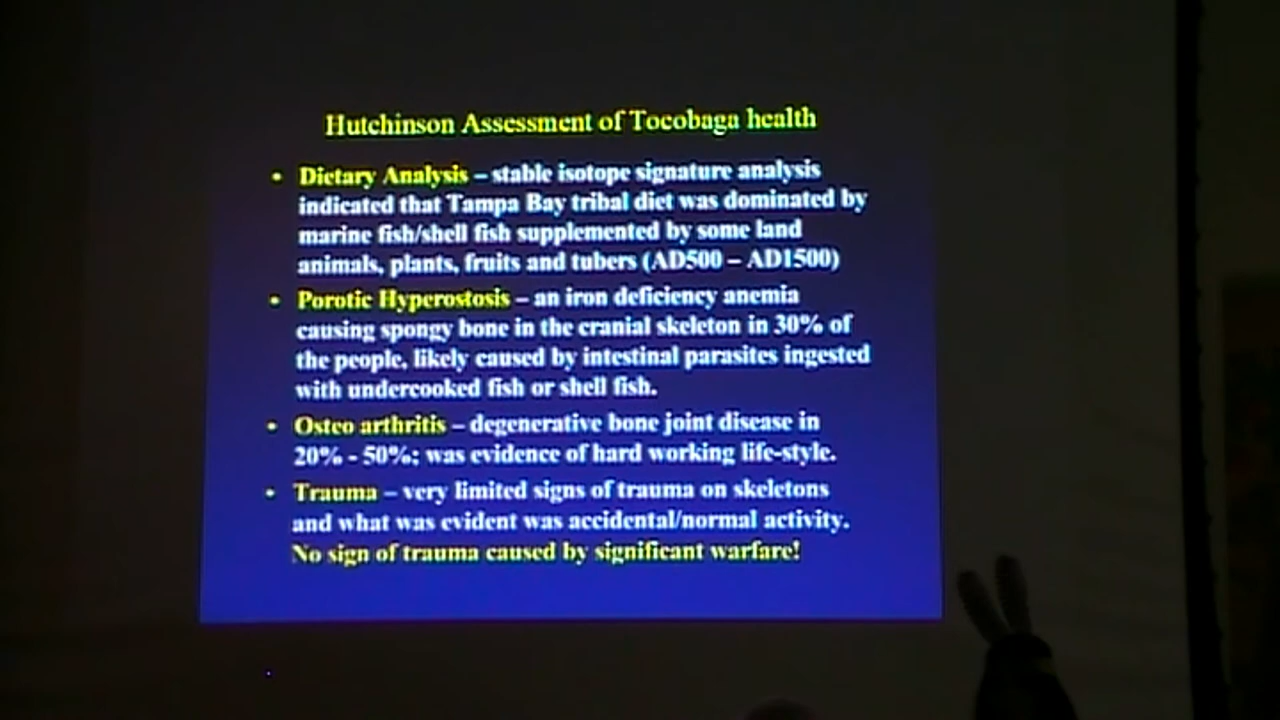 Hutchinson Assessment of Tocobaga health
• Dietary Analysis – stable isotope signature analysis
indicated that Tampa Bay tribal diet was dominated by
marine fish/shell fish supplemented by some land
animals, plants, fruits and tubers (AD500 – AD1500)
• Porotic Hyperostosis – an iron deficiency anemia
causing spongy bone in the cranial skeleton in 30% of
the people, likely caused by intestinal parasites ingested
with undercooked fish or shell fish.
• Osteo arthritis – degenerative bone joint disease in
20% - 50%; was evidence of hard working life-style.
• Trauma – very limited signs of trauma on skeletons
and what was evident was accidental/normal activity.
No sign of trauma caused by significant warfare!